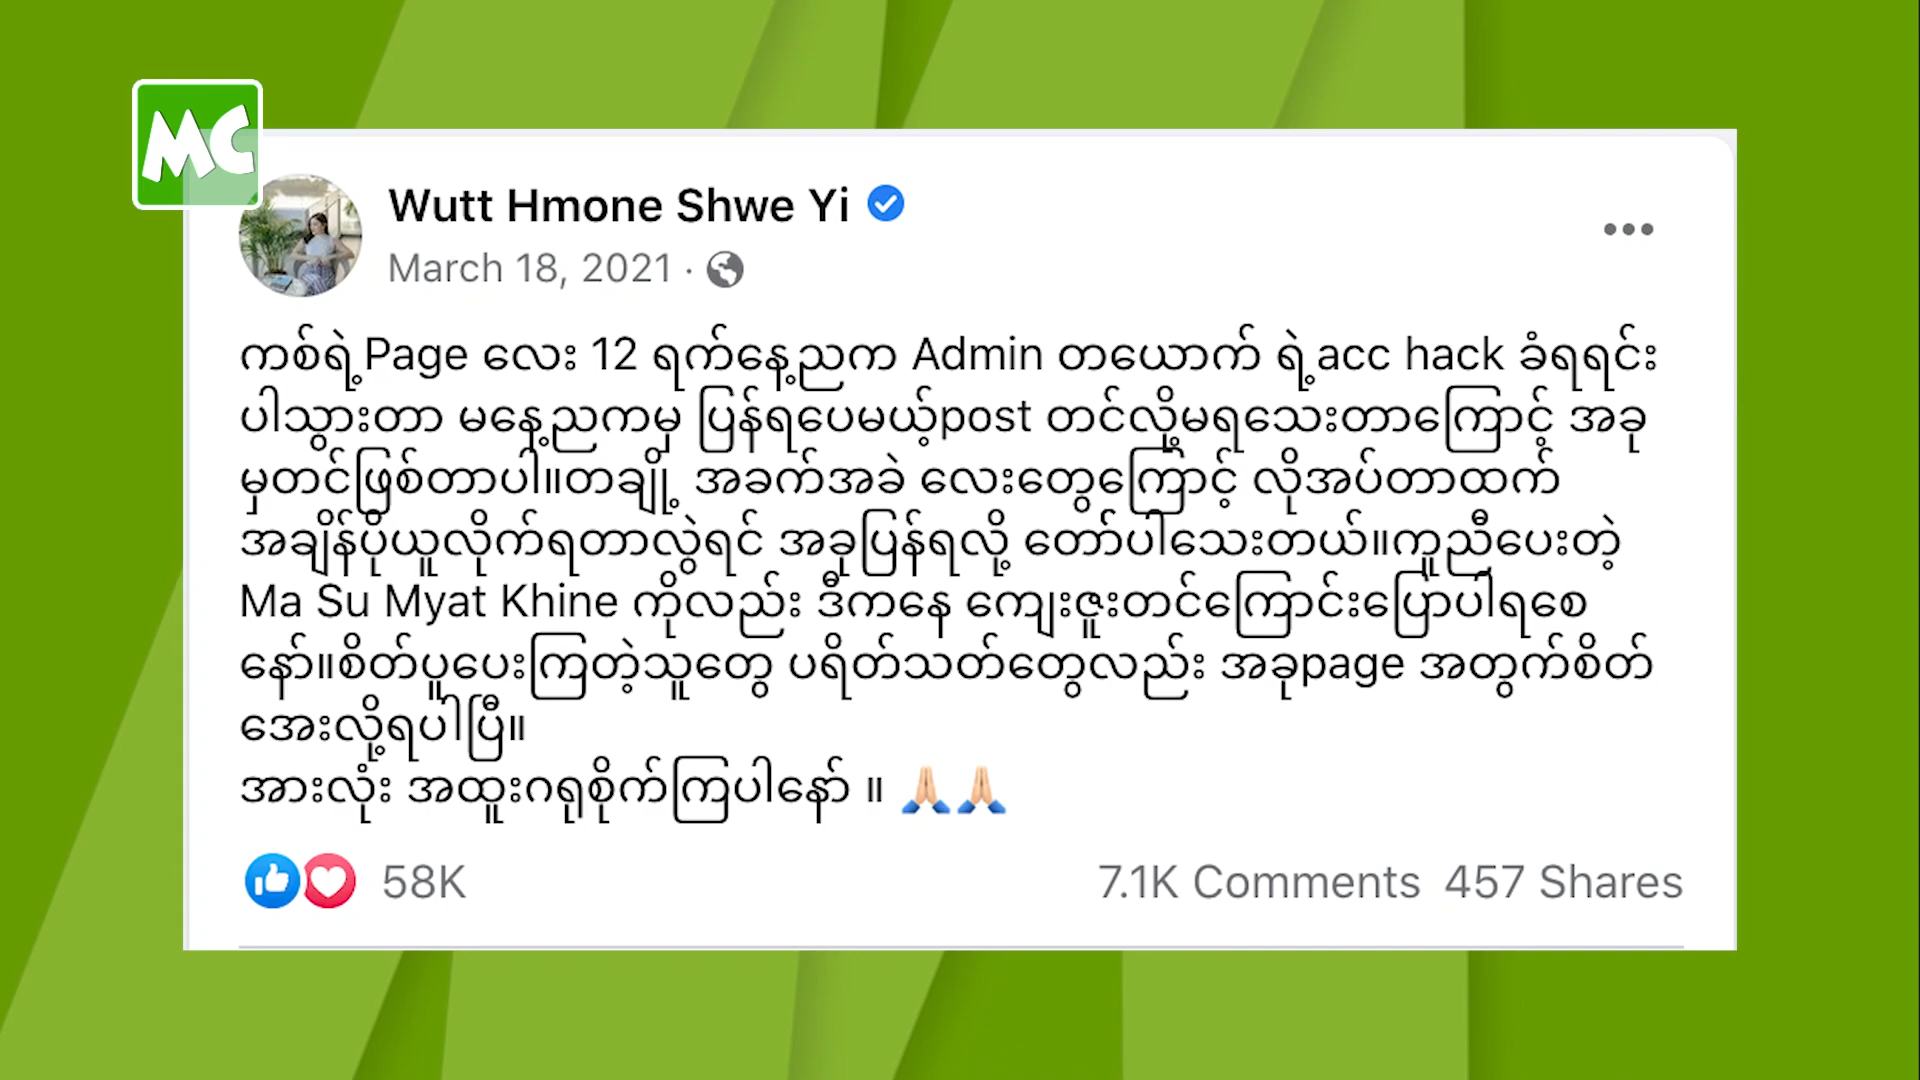 MC
Wutt Hmone Shwe Yi
March 18, 2021 ·
ကစ်ရဲ့Page လေး 12 ရက်နေ့ညက Admin တယောက် ရဲ့acc hack ခံရရင်း
ပါသွားတာ မနေ့ညကမှ ပြန်ရပေမယ့်post တင်လို့မရသေးတာကြောင့် အခု
မှတင်ဖြစ်တာပါ။တချို့ အခက်အခဲ လေးတွေကြောင့် လိုအပ်တာထက်
အချိန်ပိုယူလိုက်ရတာလွဲရင် အခုပြန်ရလို့ တော်ပါသေးတယ်။ကူညီပေးတဲ့
Ma Su Myat Khine ကိုလည်း ဒီကနေ ကျေးဇူးတင်ကြောင်းပြောပါရစေ
နော်။စိတ်ပူပေးကြတဲ့သူတွေ ပရိတ်သတ်တွေလည်း အခုpage အတွက်စိတ်
အေးလို့ရပါပြီ။
အားလုံး အထူးဂရုစိုက်ကြပါနော် ။ 🙏🏻🙏🏻
58K
7.1K Comments 457 Shares